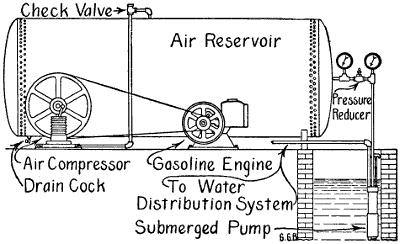 Check Valve
Air Reservoir
Pressure
Reducer
Air Compressor
Drain Cock
Gasoline Engine
To Water
Distribution System
Submerged Pump
G.G.B.